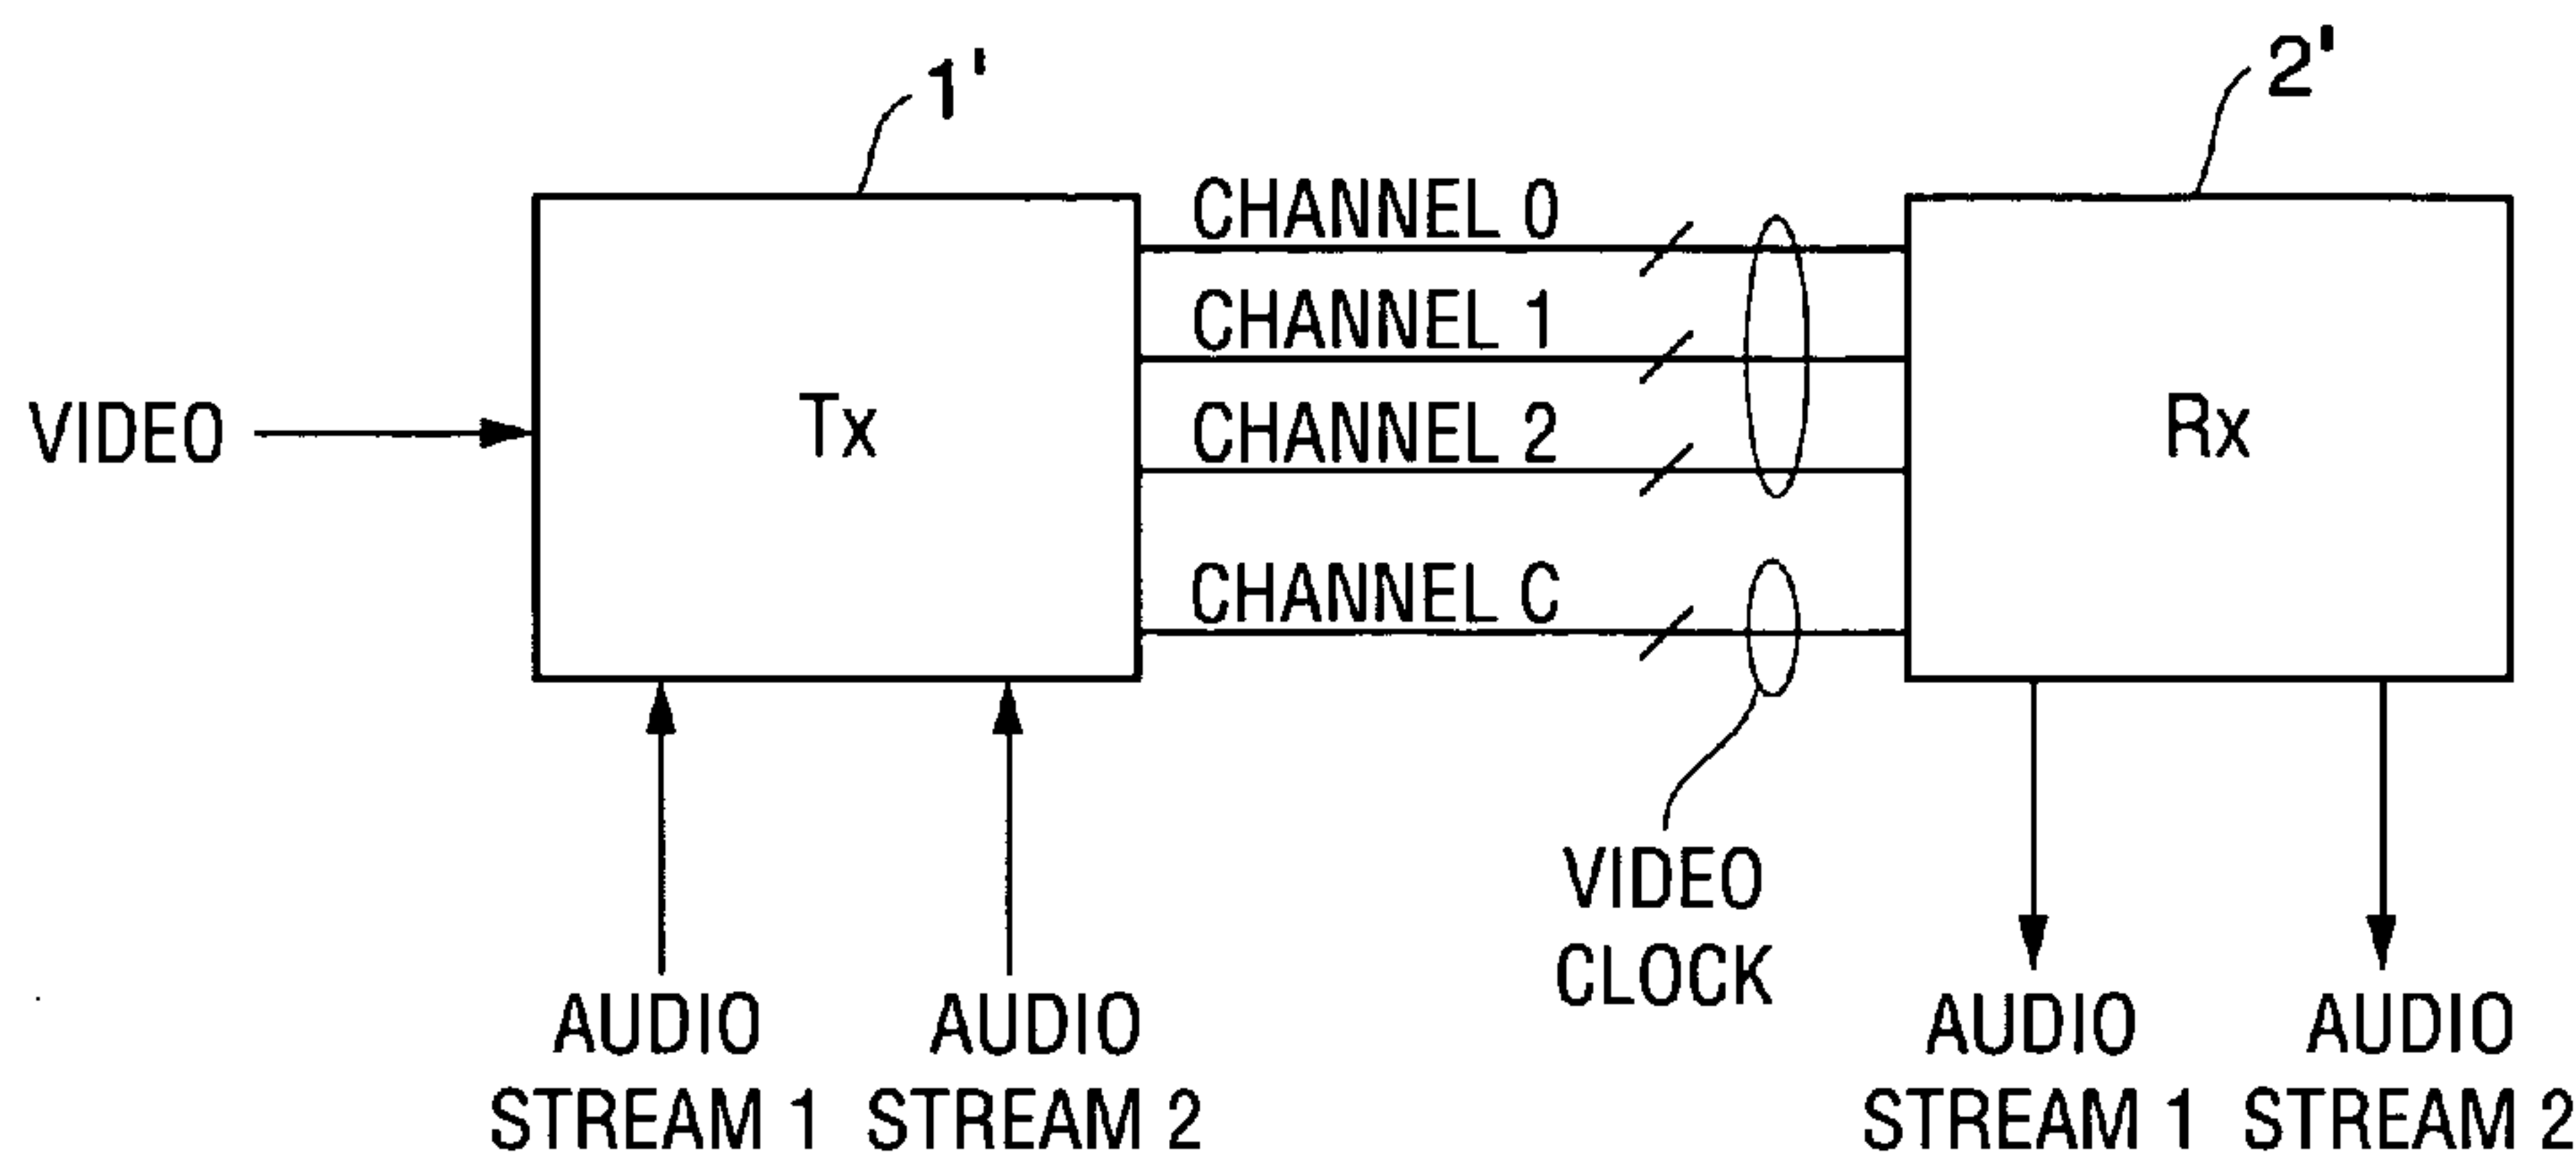 1' 2'
CHANNEL 0
CHANNEL 1
CHANNEL 2
CHANNEL C
VIDEO
Tx
Rx
VIDEO
CLOCK
AUDIO
STREAM 1
AUDIO
STREAM 2
AUDIO
STREAM 1
AUDIO
STREAM 2